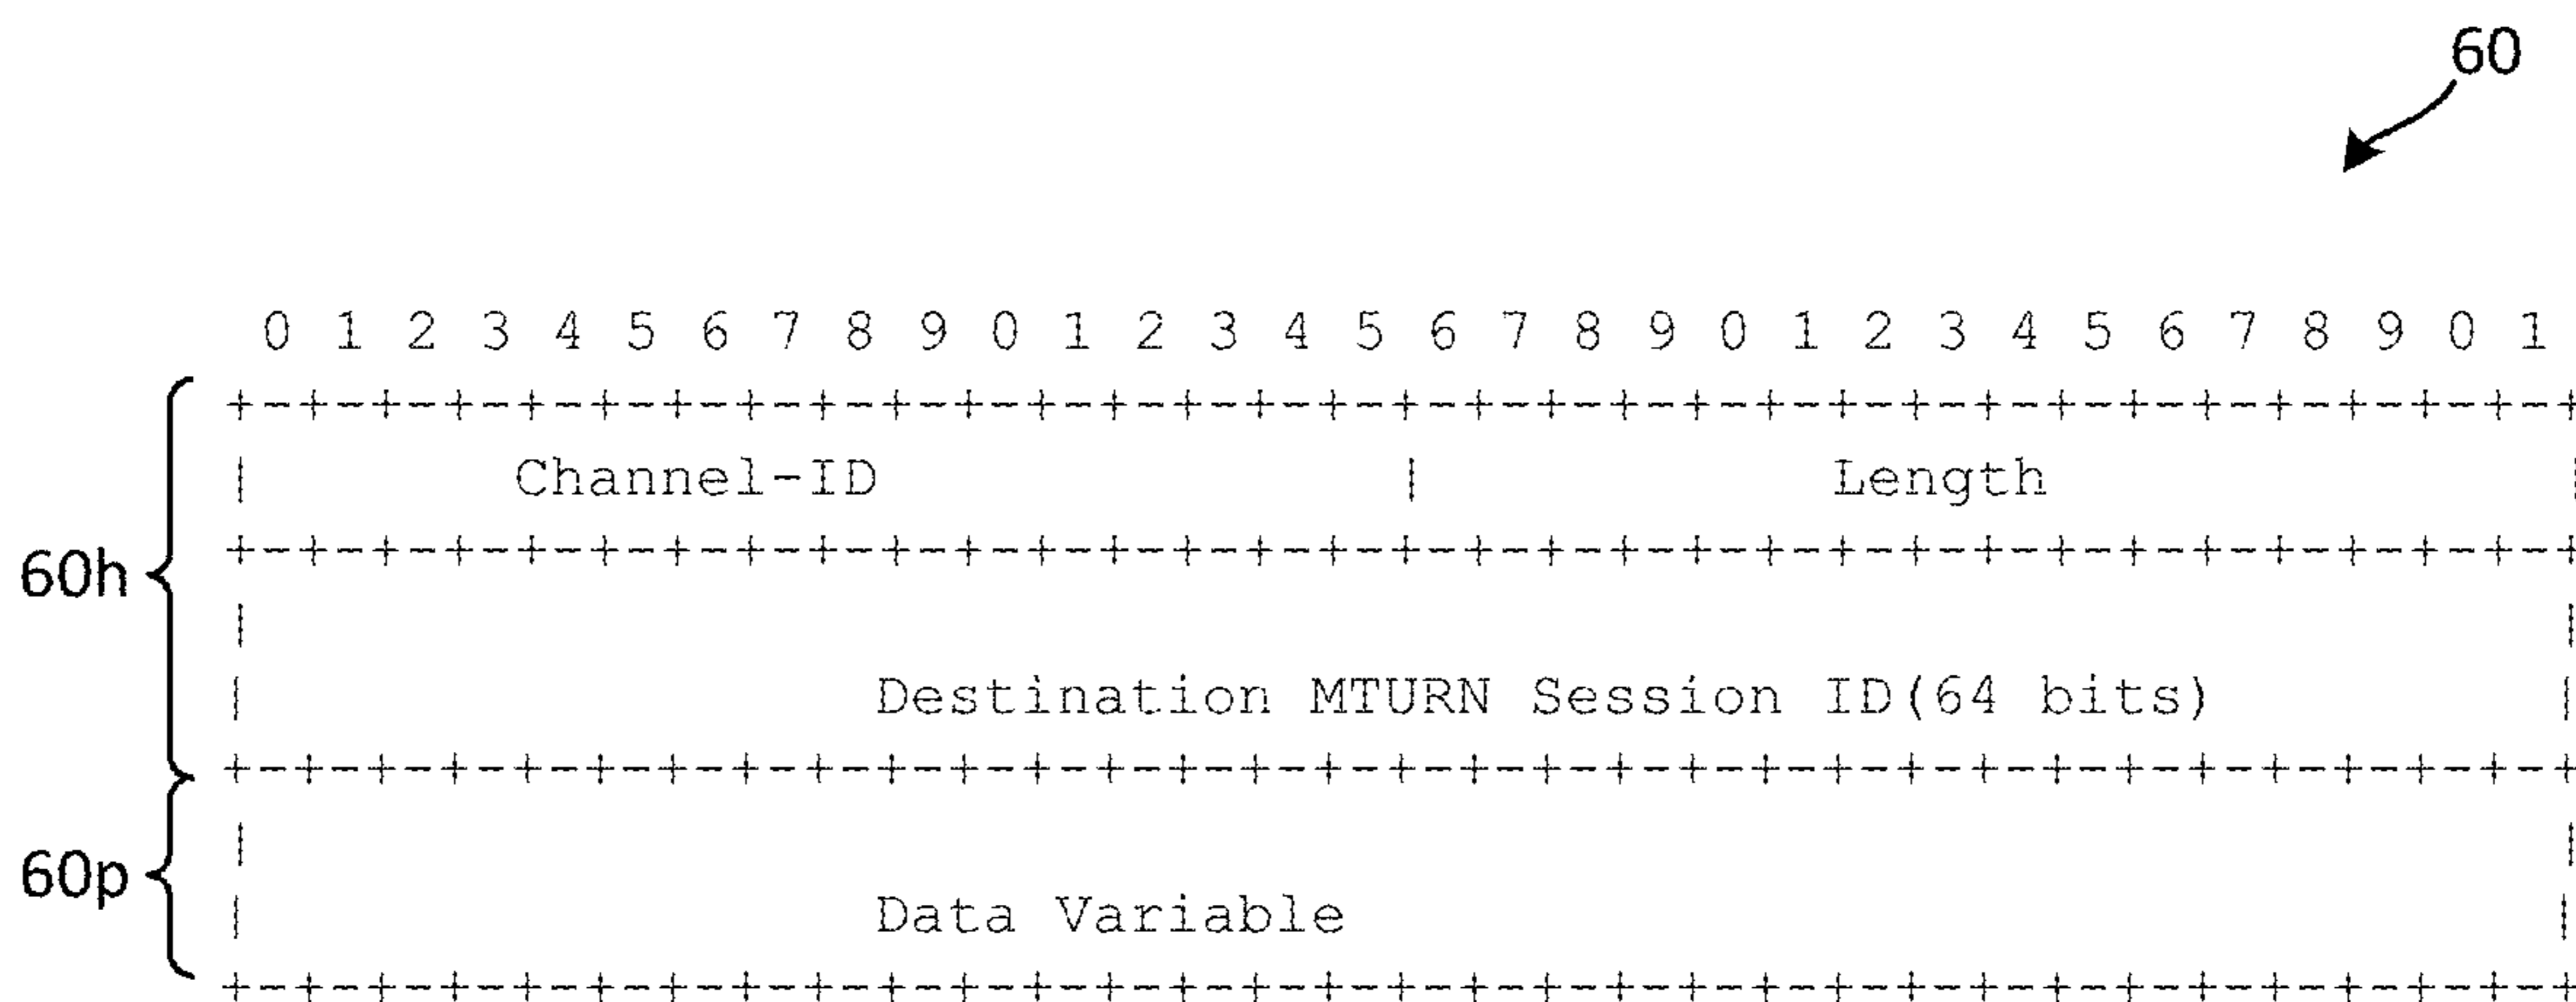 60
0 1 2 3 4 5 6 7 8 9 0 1 2 3 4 5 6 7 8 9 0 1 2 3 4 5 6 7 8 9 0 1
+-+-+-+-+-+-+-+-+-+-+-+-+-+-+-+-+-+-+-+-+-+-+-+-+-+-+-+-+-+-+-+-+
| Channel-ID | Length |
60h +-+-+-+-+-+-+-+-+-+-+-+-+-+-+-+-+-+-+-+-+-+-+-+-+-+-+-+-+-+-+-+-+
| |
| Destination MTURN Session ID(64 bits) |
+-+-+-+-+-+-+-+-+-+-+-+-+-+-+-+-+-+-+-+-+-+-+-+-+-+-+-+-+-+-+-+-+
60p | |
| Data Variable |
+-+-+-+-+-+-+-+-+-+-+-+-+-+-+-+-+-+-+-+-+-+-+-+-+-+-+-+-+-+-+-+-+